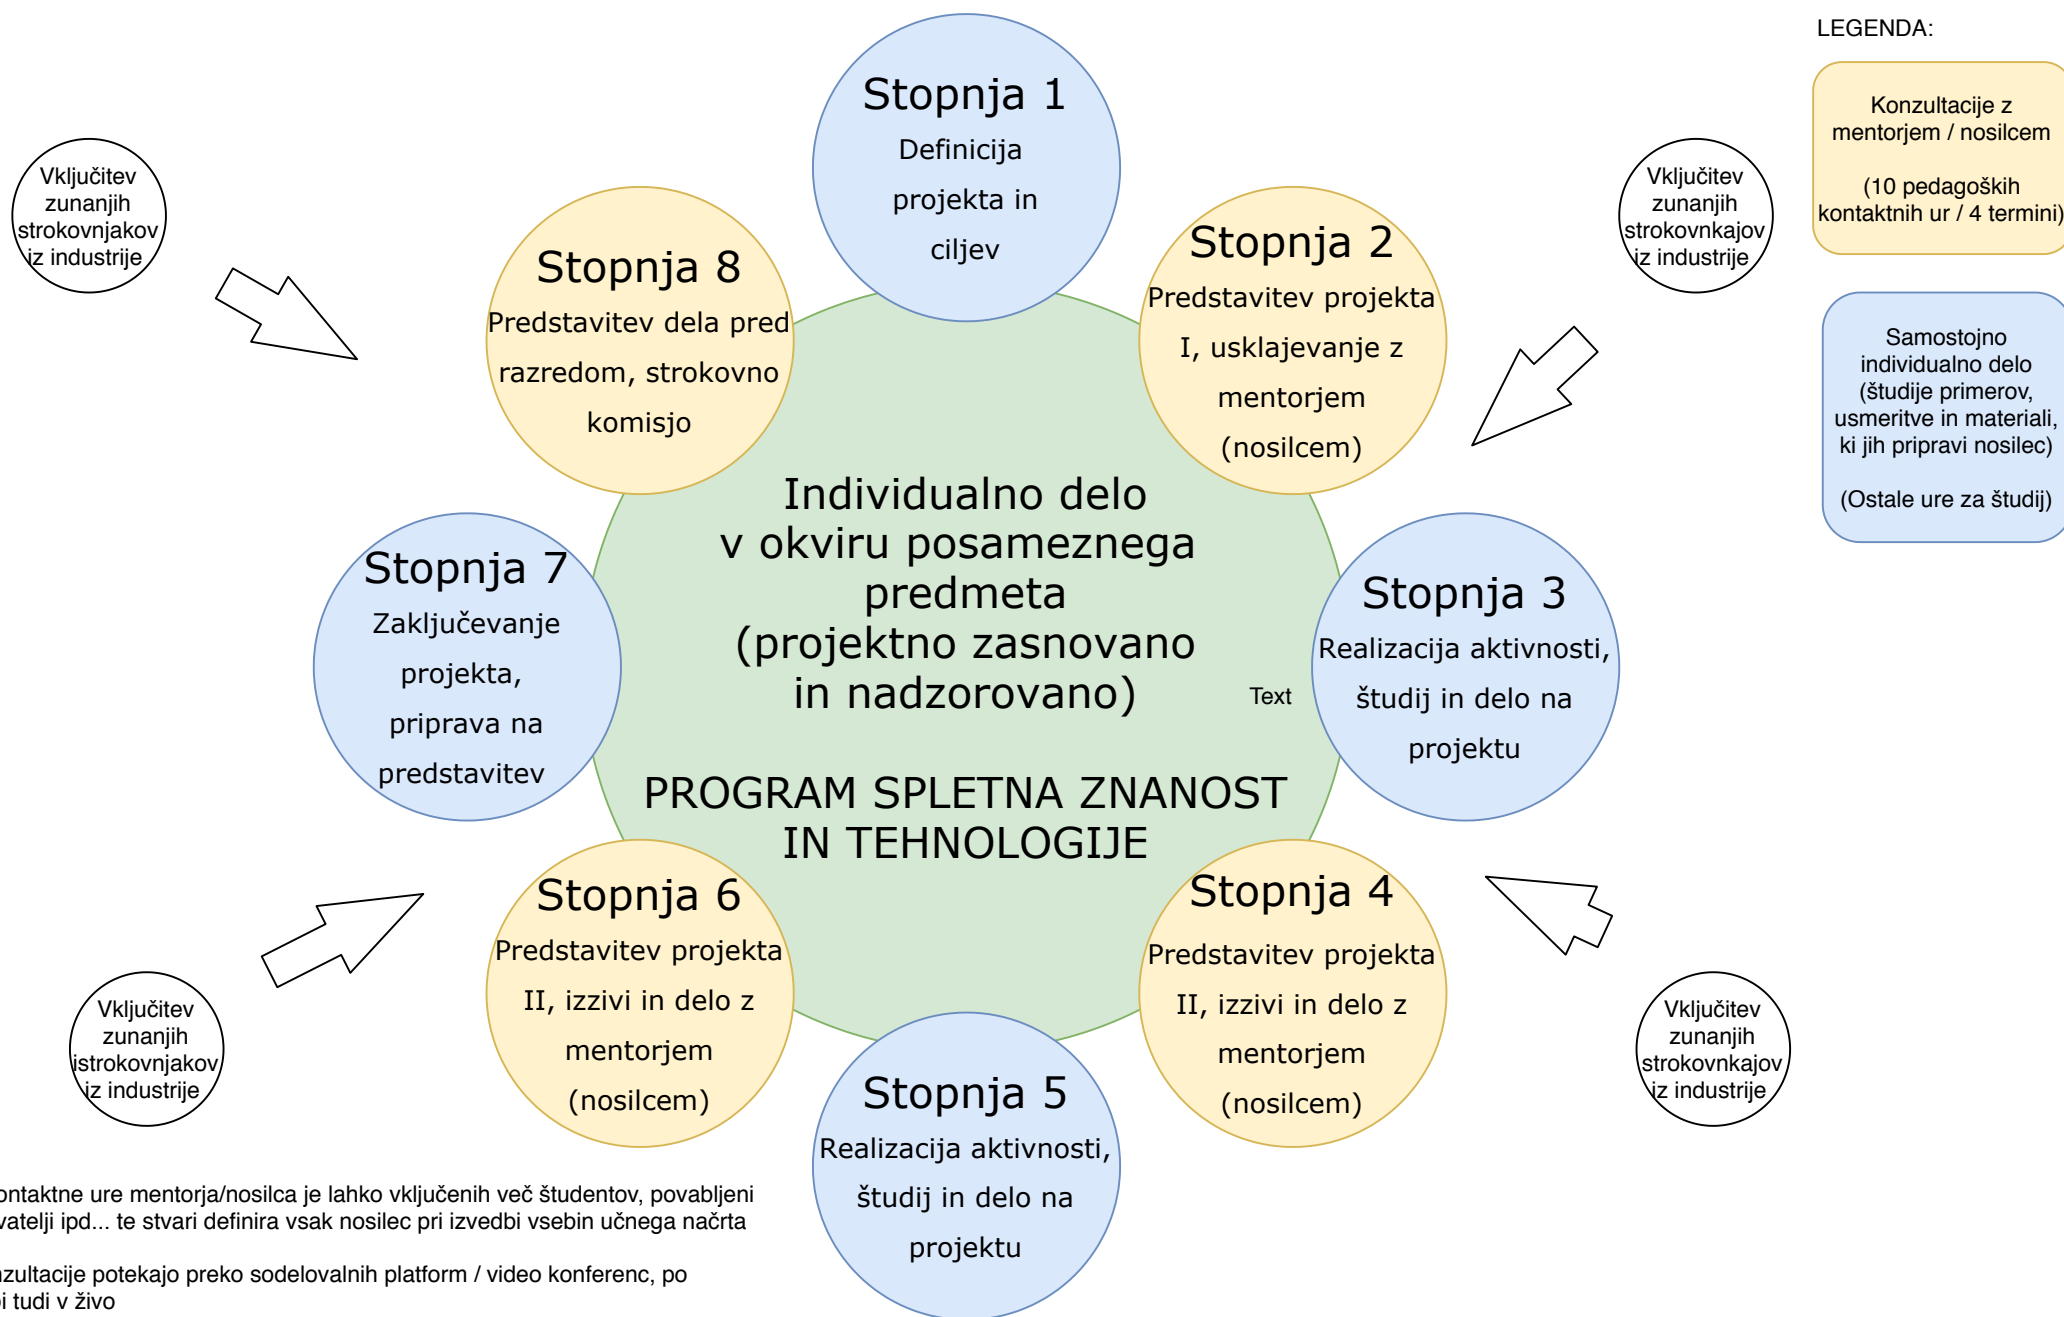 LEGENDA:
Konzultacije z
mentorjem / nosilcem
(10 pedagoških
kontaktnih ur / 4 termini)
Samostojno
individualno delo
(študije primerov,
usmeritve in materiali,
ki jih pripravi nosilec)
(Ostale ure za študij)
Stopnja 1
Definicija
projekta in
ciljev
Vključitev
zunanjih
strokovnkajov
iz industrije
Stopnja 2
Predstavitev projekta
I, usklajevanje z
mentorjem
(nosilcem)
Stopnja 3
Realizacija aktivnosti,
študij in delo na
projektu
Stopnja 4
Predstavitev projekta
II, izzivi in delo z
mentorjem
(nosilcem)
Vključitev
zunanjih
strokovnkajov
iz industrije
Stopnja 5
Realizacija aktivnosti,
študij in delo na
projektu
Stopnja 6
Predstavitev projekta
II, izzivi in delo z
mentorjem
(nosilcem)
Vključitev
zunanjih
istrokovnjakov
iz industrije
Stopnja 7
Zaključevanje
projekta,
priprava na
predstavitev
Stopnja 8
Predstavitev dela pred
razredom, strokovno
komisjo
Vključitev
zunanjih
strokovnjakov
iz industrije
Individualno delo
v okviru posameznega
predmeta
(projektno zasnovano
in nadzorovano)
Text
PROGRAM SPLETNA ZNANOST
IN TEHNOLOGIJE
ure mentorja/nosilca je lahko vključenih več študentov, povabljeni
ipd... te stvari definira vsak nosilec pri izvedbi vsebin učnega načrta
potekajo preko sodelovalnih platform / video konferenc, po
tudi v živo